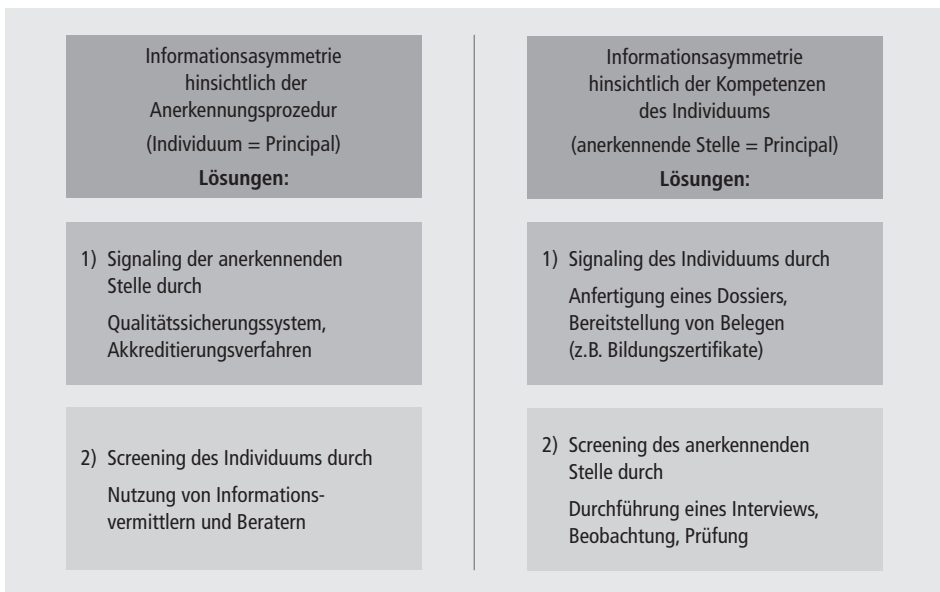 Informationsasymmetrie
hinsichtlich der
Anerkennungsprozedur
(Individuum = Principal)
Lösungen:
1) Signaling der anerkennenden
Stelle durch
Qualitätssicherungssystem,
Akkreditierungsverfahren
2) Screening des Individuums durch
Nutzung von Informations-
vermittlern und Beratern
Informationsasymmetrie
hinsichtlich der Kompetenzen
des Individuums
(anerkennende Stelle = Principal)
Lösungen:
1) Signaling des Individuums durch
Anfertigung eines Dossiers,
Bereitstellung von Belegen
(z.B. Bildungszertifikate)
2) Screening des anerkennenden
Stelle durch
Durchführung eines Interviews,
Beobachtung, Prüfung